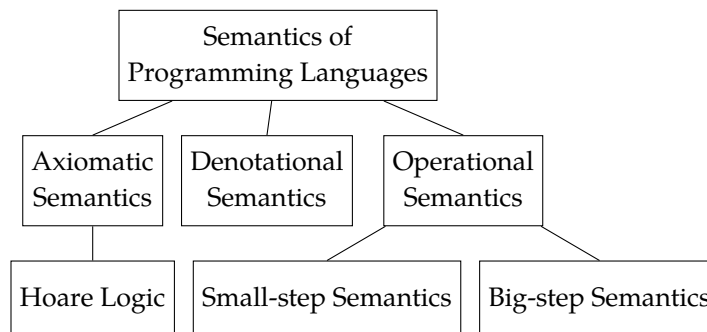 Semantics of
Programming Languages
Axiomatic
Semantics
Denotational
Semantics
Operational
Semantics
Hoare Logic
Small-step Semantics
Big-step Semantics